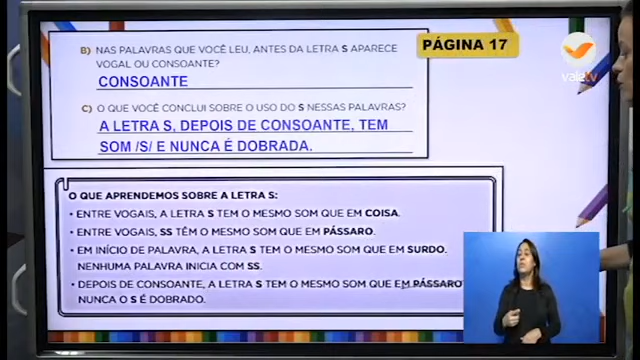 B) NAS PALAVRAS QUE VOCÊ LEU, ANTES DA LETRA S APARECE
VOGAL OU CONSOANTE?
CONSOANTE
C) O QUE VOCÊ CONCLUI SOBRE O USO DO S NESSAS PALAVRAS?
A LETRA S, DEPOIS DE CONSOANTE, TEM
SOM /S/ E NUNCA É DOBRADA.
PÁGINA 17
vale tv
O QUE APRENDEMOS SOBRE A LETRA S:
• ENTRE VOGAIS, A LETRA S TEM O MESMO SOM QUE EM COISA.
• ENTRE VOGAIS, SS TÊM O MESMO SOM QUE EM PÁSSARO.
• EM INÍCIO DE PALAVRA, A LETRA S TEM O MESMO SOM QUE EM SURDO.
NENHUMA PALAVRA INICIA COM SS.
• DEPOIS DE CONSOANTE, A LETRA S TEM O MESMO SOM QUE EM PÁSSARO
NUNCA O S É DOBRADO.